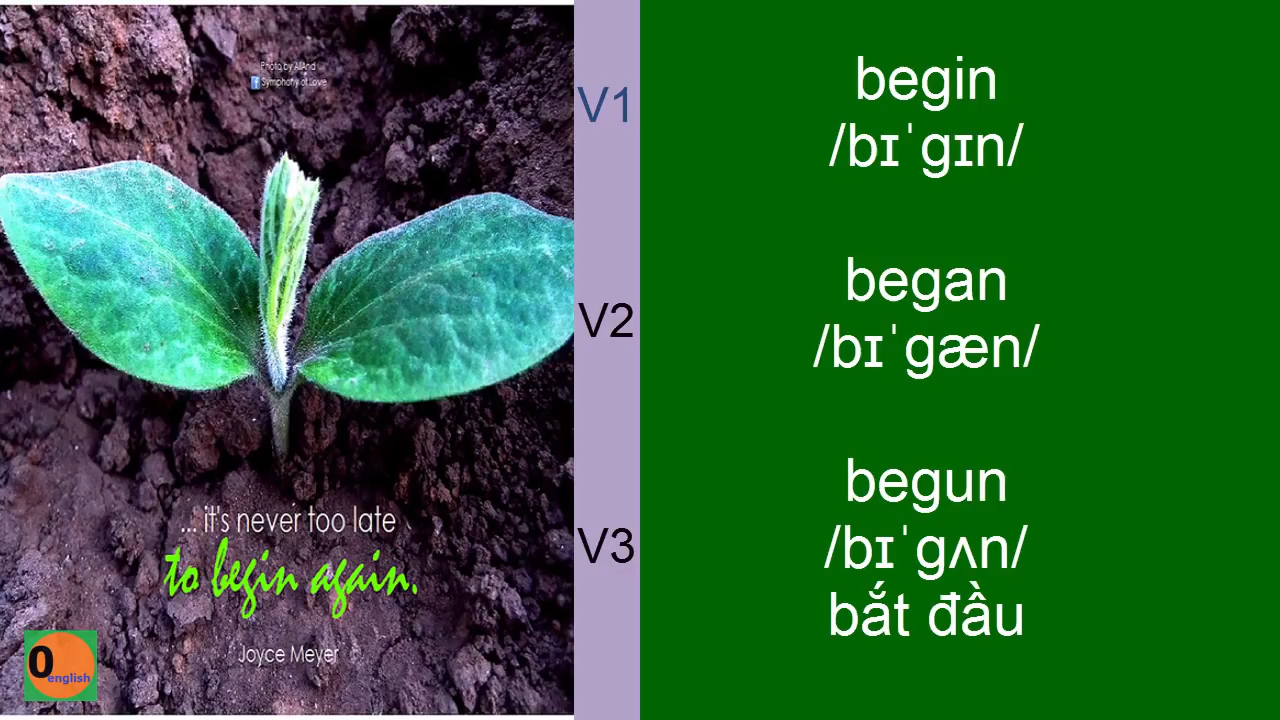 Photo by AlAnd
f Symphony of Love
... it's never too late
to begin again.
Joyce Meyer
0
english
V1
V2
V3
begin
/bɪˈɡɪn/
began
/bɪˈɡæn/
begun
/bɪˈɡʌn/
bắt đầu